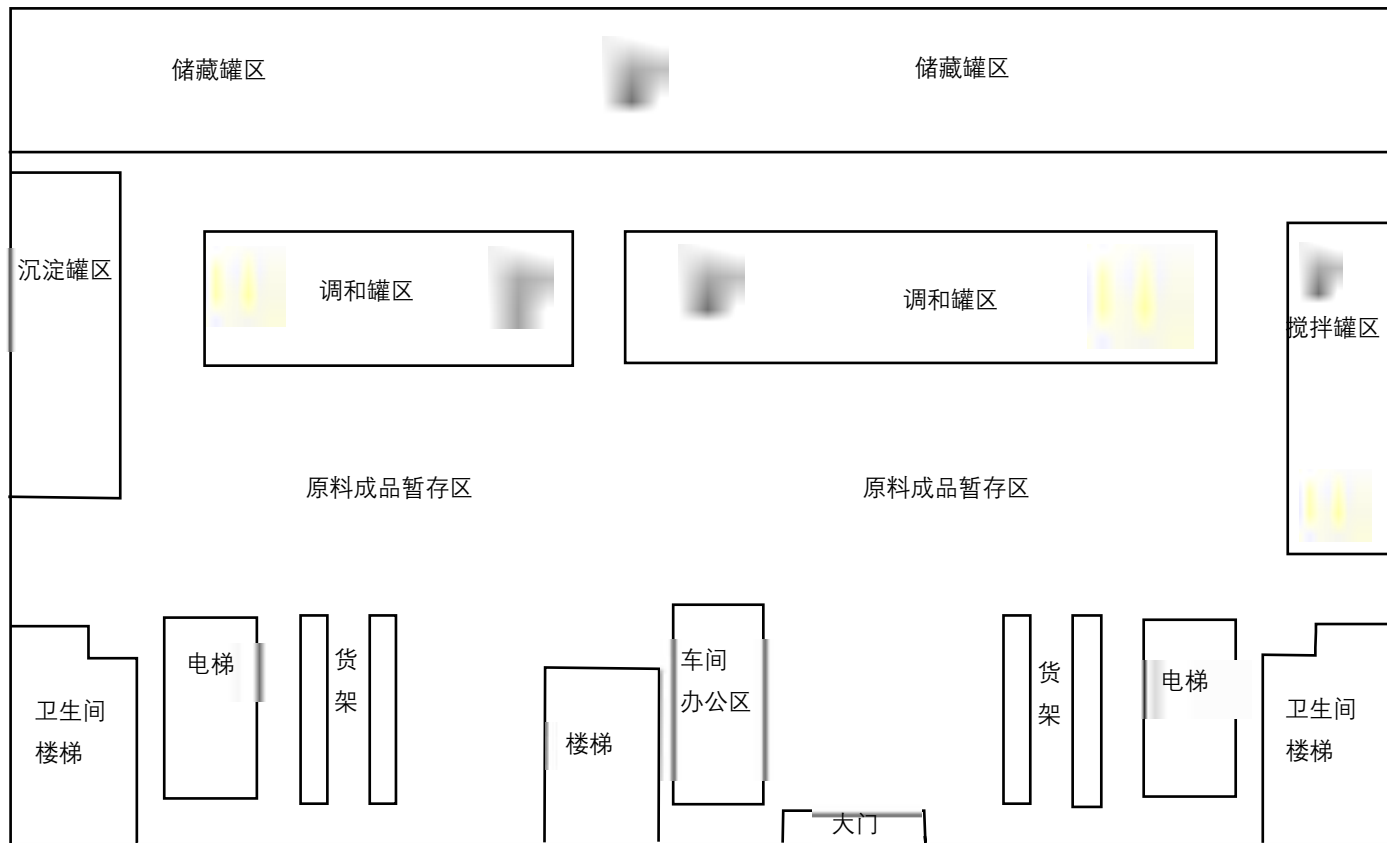 储藏罐区
储藏罐区
沉淀罐区
调和罐区
调和罐区
搅拌罐区
原料成品暂存区
原料成品暂存区
电梯
货
架
车间
办公区
货
架
电梯
卫生间
楼梯
楼梯
卫生间
楼梯
大门